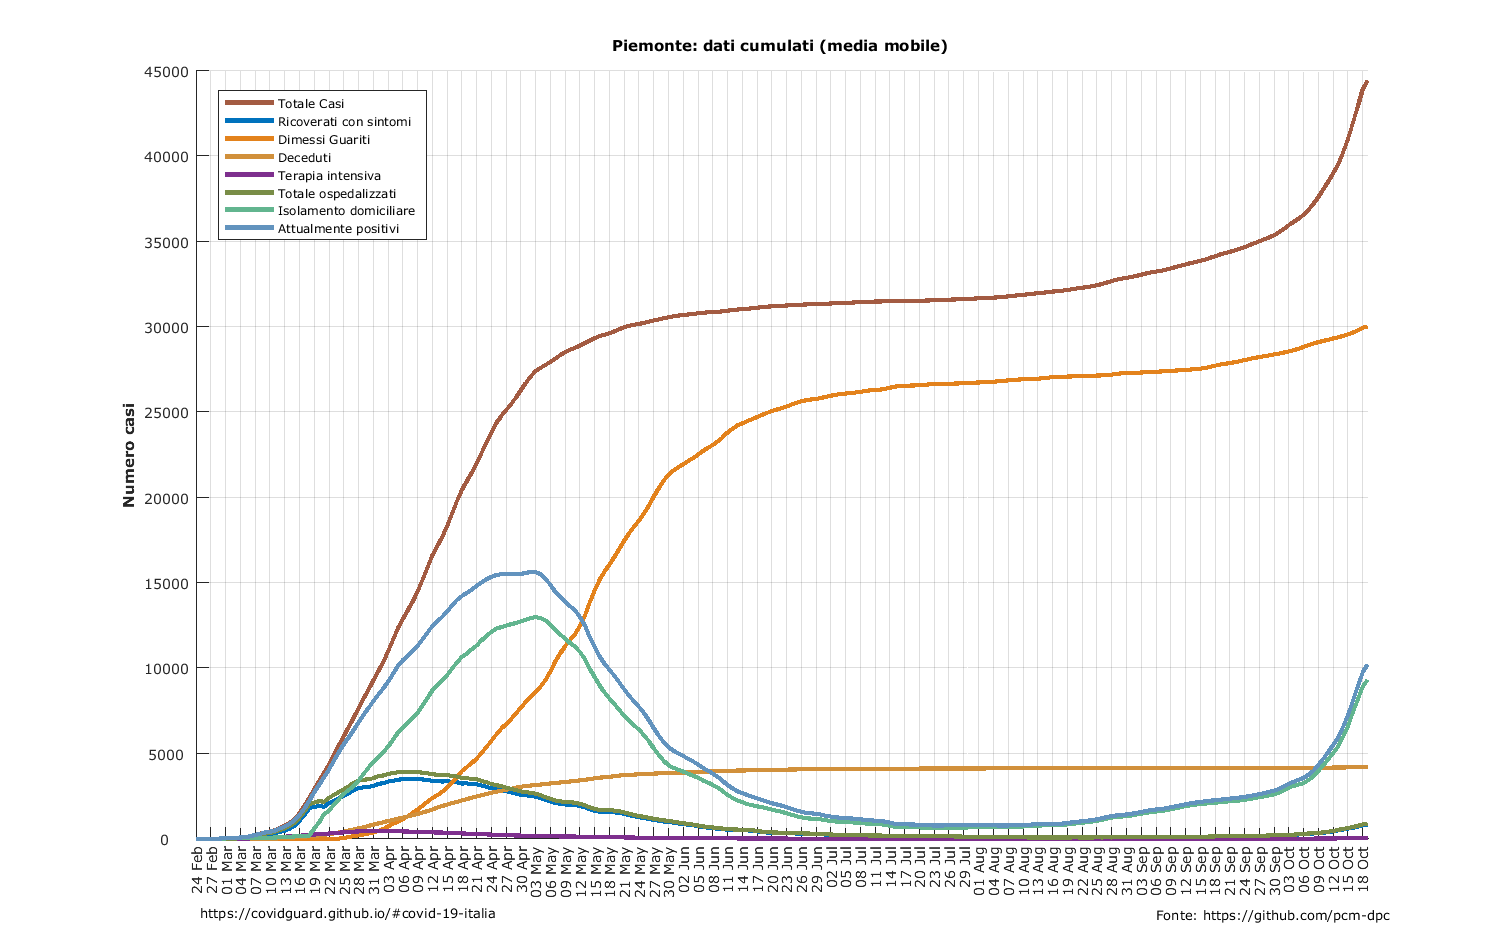 Piemonte: dati cumulati (media mobile)
Numero casi
45000
40000
35000
30000
25000
20000
15000
10000
5000
0
Totale Casi
Ricoverati con sintomi
Dimessi Guariti
Deceduti
Terapia intensiva
Totale ospedalizzati
Isolamento domiciliare
Attualmente positivi
24 Feb
27 Feb
01 Mar
04 Mar
07 Mar
10 Mar
13 Mar
16 Mar
19 Mar
22 Mar
25 Mar
28 Mar
31 Mar
03 Apr
06 Apr
09 Apr
12 Apr
15 Apr
18 Apr
21 Apr
24 Apr
27 Apr
30 Apr
03 May
06 May
09 May
12 May
15 May
18 May
21 May
24 May
27 May
30 May
02 Jun
05 Jun
08 Jun
11 Jun
14 Jun
17 Jun
20 Jun
23 Jun
26 Jun
29 Jun
02 Jul
05 Jul
08 Jul
11 Jul
14 Jul
17 Jul
20 Jul
23 Jul
26 Jul
29 Jul
01 Aug
04 Aug
07 Aug
10 Aug
13 Aug
16 Aug
19 Aug
22 Aug
25 Aug
28 Aug
31 Aug
03 Sep
06 Sep
09 Sep
12 Sep
15 Sep
18 Sep
21 Sep
24 Sep
27 Sep
30 Sep
03 Oct
06 Oct
09 Oct
12 Oct
15 Oct
18 Oct
https://covidguard.github.io/#covid-19-italia
Fonte: https://github.com/pcm-dpc